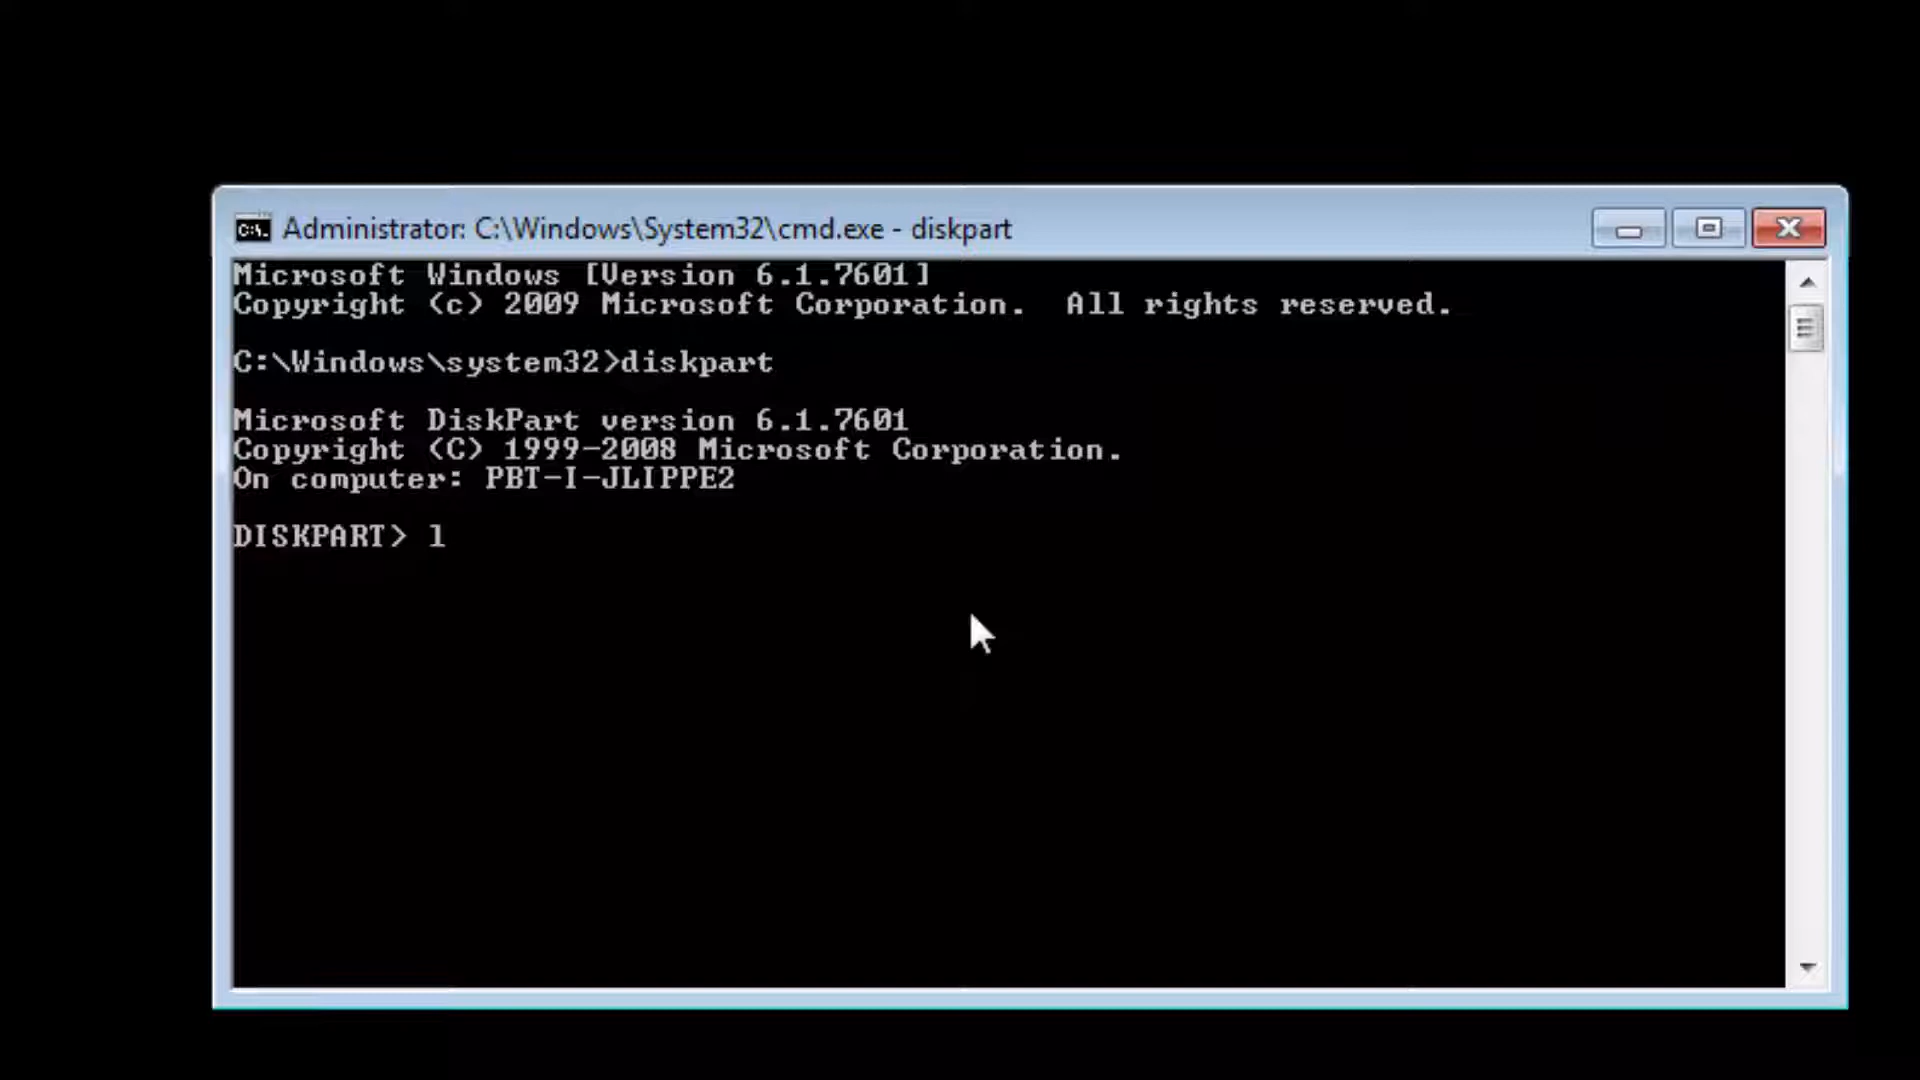 Administrator: C:\Windows\System32\cmd.exe - diskpart
Microsoft Windows [Version 6.1.7601]
Copyright (c) 2009 Microsoft Corporation.  All rights reserved.
C:\Windows\system32>diskpart
Microsoft DiskPart version 6.1.7601
Copyright (C) 1999-2008 Microsoft Corporation.
On computer: PBT-I-JLIPPE2
DISKPART> l